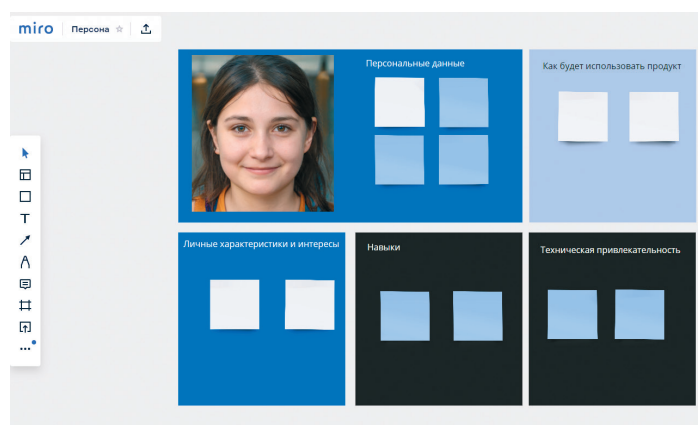 miro
Персона
Персональные данные
Как будет использовать продукт
Личные характеристики и интересы
Навыки
Техническая привлекательность